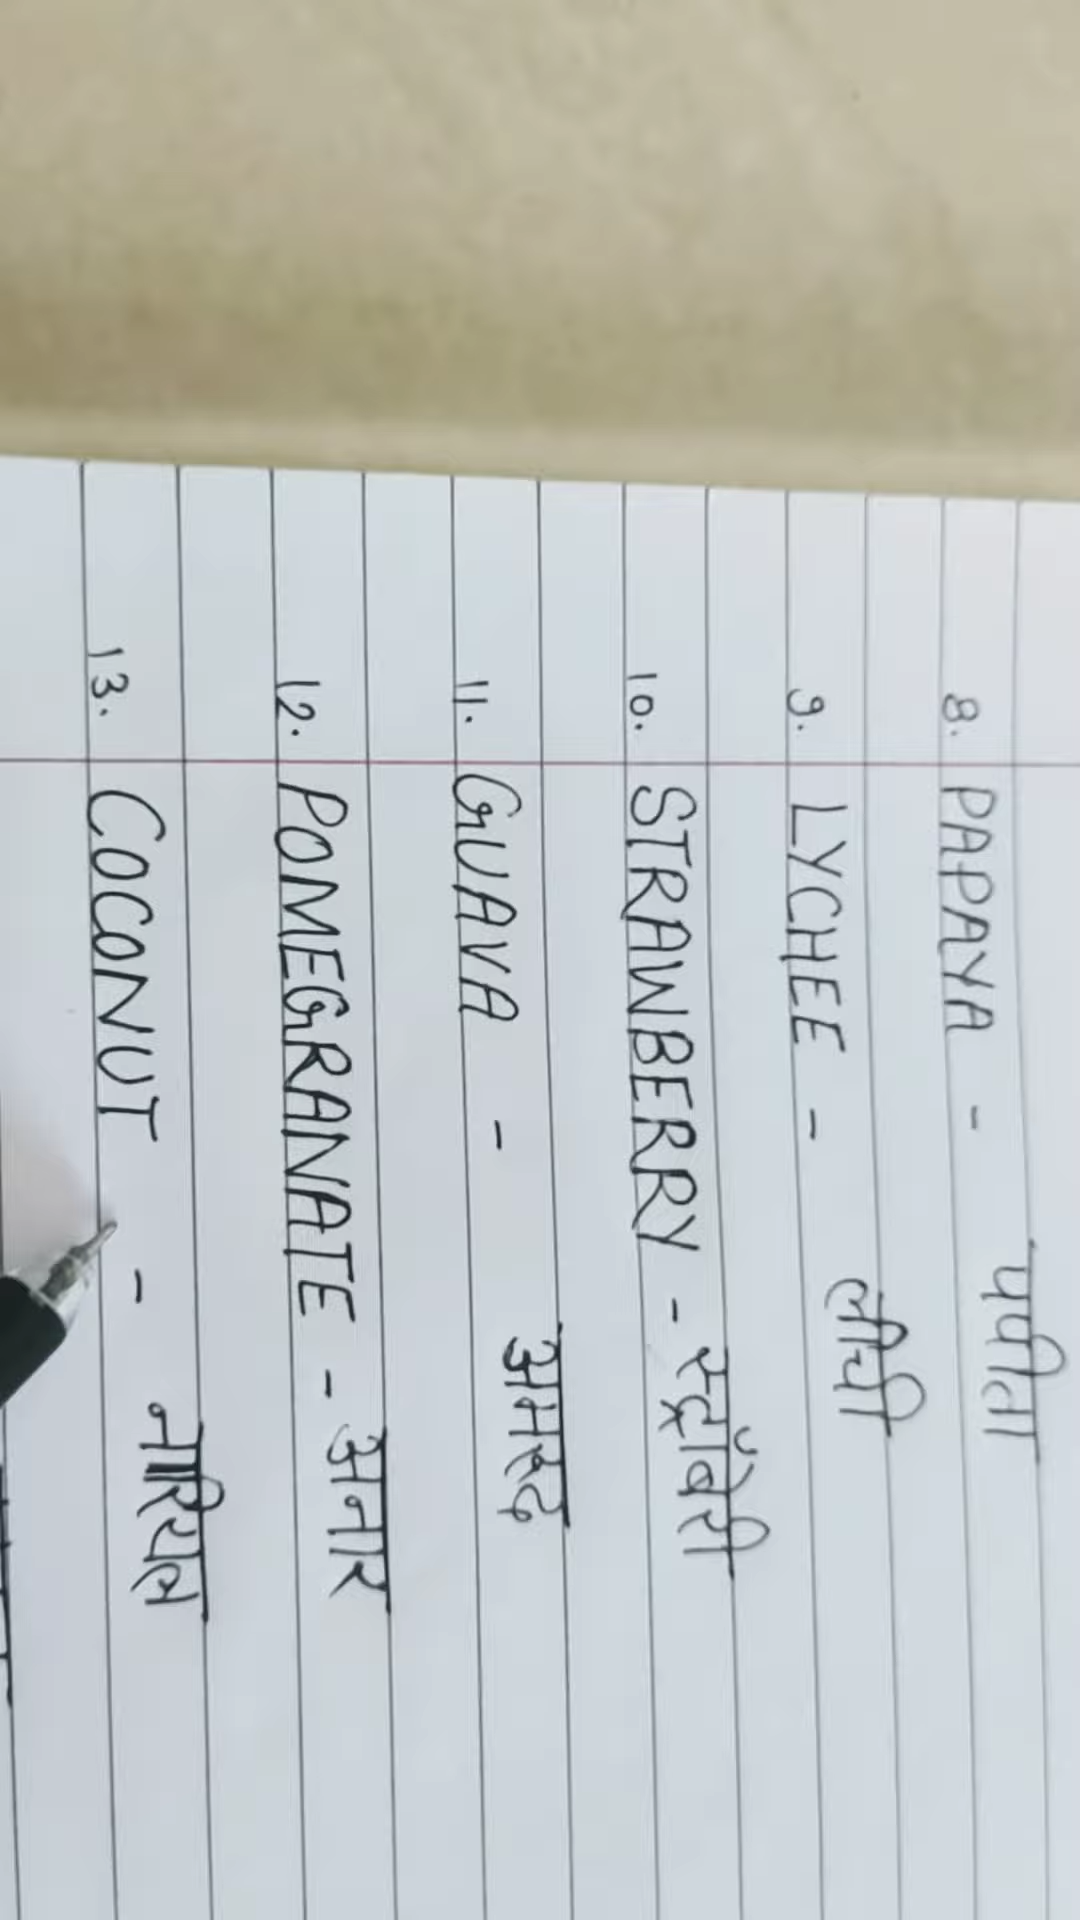 8. PAPAYA - पपीता
9. LYCHEE - लीची
10. STRAWBERRY - स्ट्रॉबेरी
11. GUAVA - अमरूद
12. POMEGRANATE - अनार
13. COCONUT - नारियल